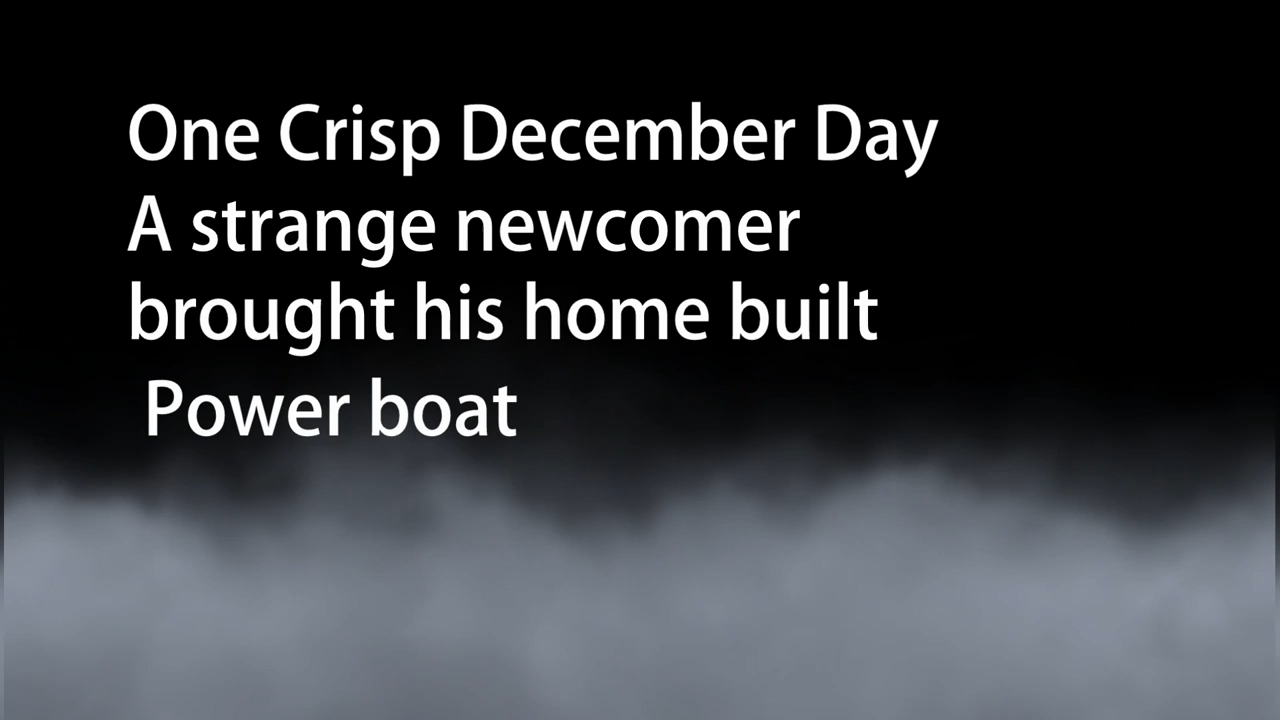 One Crisp December Day
A strange newcomer
brought his home built
Power boat